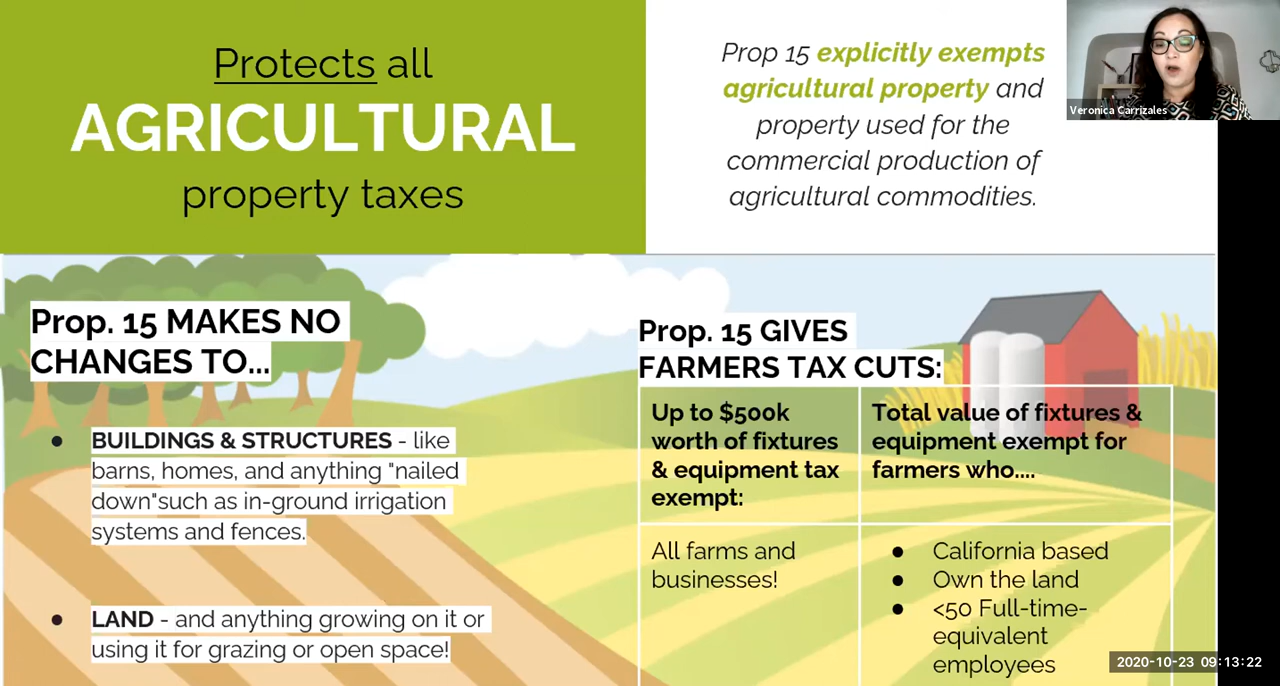 Protects all
AGRICULTURAL
property taxes
Prop 15 explicitly exempts
agricultural property and
property used for the
commercial production of
agricultural commodities.
Veronica Carrizales
Prop. 15 MAKES NO
CHANGES TO...
● BUILDINGS & STRUCTURES - like
barns, homes, and anything "nailed
down"such as in-ground irrigation
systems and fences.
● LAND - and anything growing on it or
using it for grazing or open space!
Prop. 15 GIVES
FARMERS TAX CUTS:
Up to $500k
worth of fixtures
& equipment tax
exempt:
Total value of fixtures &
equipment exempt for
farmers who....
All farms and
businesses!
● California based
● Own the land
● <50 Full-time-
equivalent
employees
2020-10-23 09:13:22